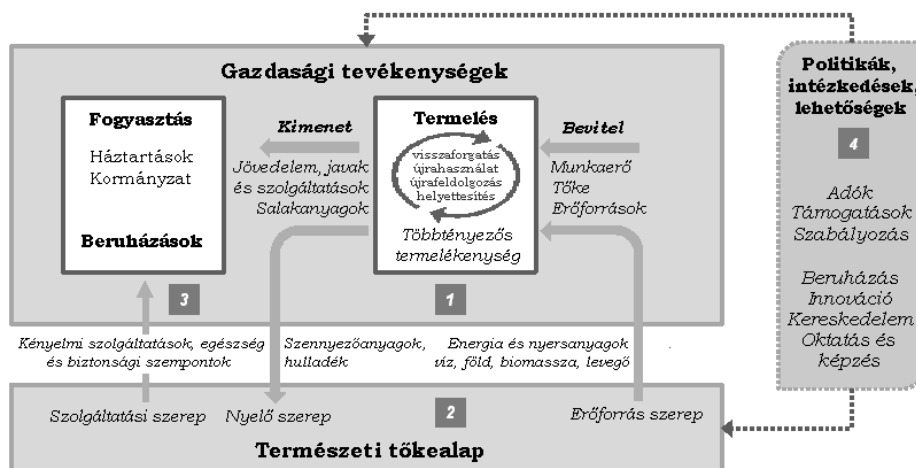 Gazdasági tevékenységek
Fogyasztás
Háztartások
Kormányzat
Beruházások
3
Kimenet
Jövedelem, javak
és szolgáltatások
Salakanyagok
Termelés
visszaforgatás
újrahasználat
újrafeldolgozás
helyettesítés
Többtényezős
termelékenység
1
Bevitel
Munkaerő
Tőke
Erőforrások
Politikák,
intézkedések,
lehetőségek
4
Adók
Támogatások
Szabályozás
Beruházás
Innováció
Kereskedelem
Oktatás és
képzés
Kényelmi szolgáltatások, egészség
és biztonsági szempontok
Szennyezőanyagok,
hulladék
Energia és nyersanyagok
víz, föld, biomassza, levegő
.
Szolgáltatási szerep
Nyelő szerep
2
Erőforrás szerep
Természeti tőkealap